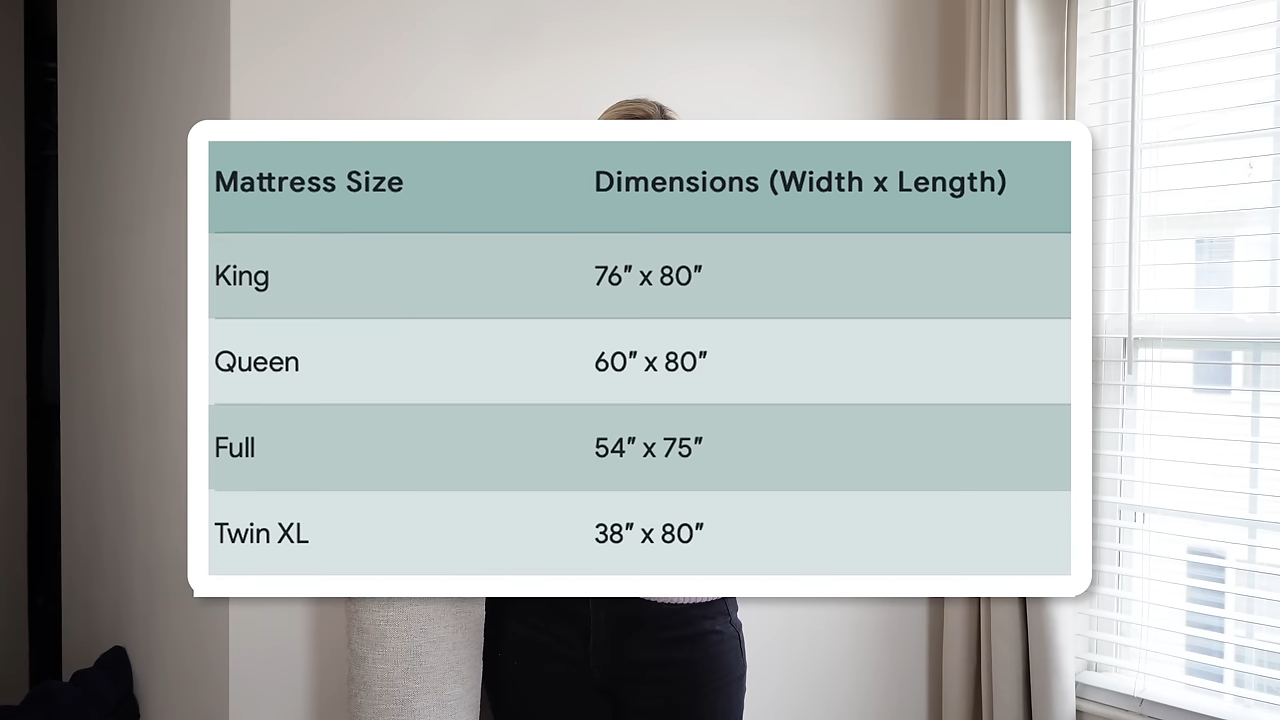 Mattress Size Dimensions (Width x Length)
King 76″ x 80″
Queen 60″ x 80″
Full 54″ x 75″
Twin XL 38″ x 80″